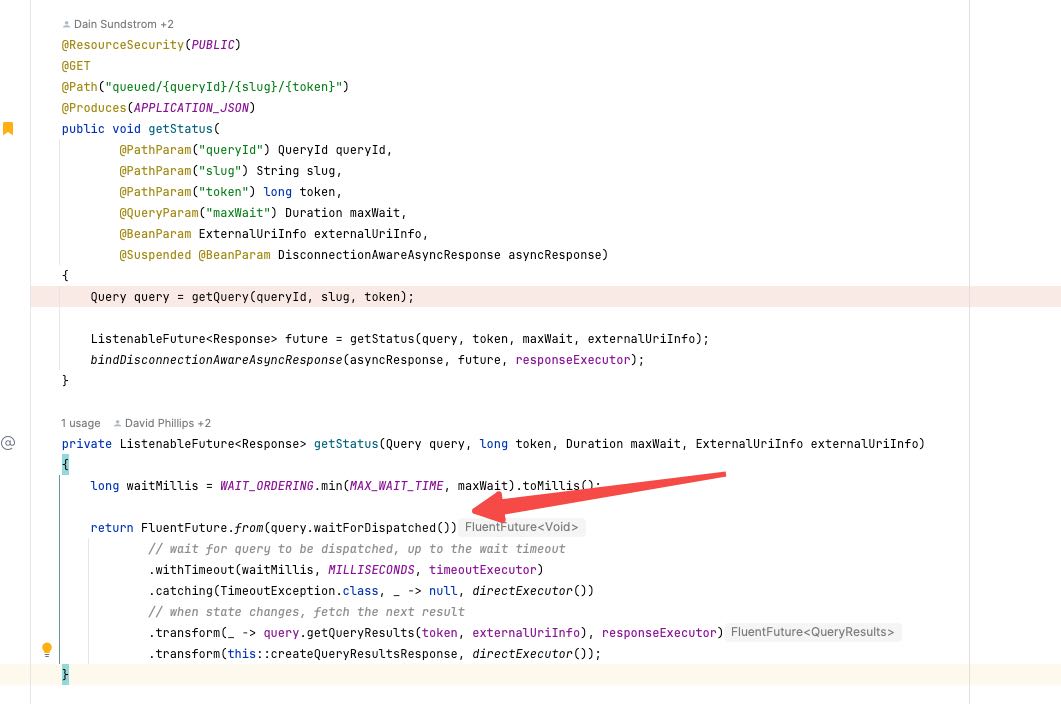 Dain Sundstrom +2
@ResourceSecurity(PUBLIC)
@GET
@Path("queued/{queryId}/{slug}/{token}")
@Produces(APPLICATION_JSON)
public void getStatus(
        @PathParam("queryId") QueryId queryId,
        @PathParam("slug") String slug,
        @PathParam("token") long token,
        @QueryParam("maxWait") Duration maxWait,
        @BeanParam ExternalUriInfo externalUriInfo,
        @Suspended @BeanParam DisconnectionAwareAsyncResponse asyncResponse)
{
    Query query = getQuery(queryId, slug, token);
    ListenableFuture<Response> future = getStatus(query, token, maxWait, externalUriInfo);
    bindDisconnectionAwareAsyncResponse(asyncResponse, future, responseExecutor);
}
1 usage David Phillips +2
private ListenableFuture<Response> getStatus(Query query, long token, Duration maxWait, ExternalUriInfo externalUriInfo)
{
    long waitMillis = WAIT_ORDERING.min(MAX_WAIT_TIME, maxWait).toMillis();
    return FluentFuture.from(query.waitForDispatched()) FluentFuture<Void>
            // wait for query to be dispatched, up to the wait timeout
            .withTimeout(waitMillis, MILLISECONDS, timeoutExecutor)
            .catching(TimeoutException.class, _ -> null, directExecutor())
            // when state changes, fetch the next result
            .transform(_ -> query.getQueryResults(token, externalUriInfo), responseExecutor) FluentFuture<QueryResults>
            .transform(this::createQueryResultsResponse, directExecutor());
}